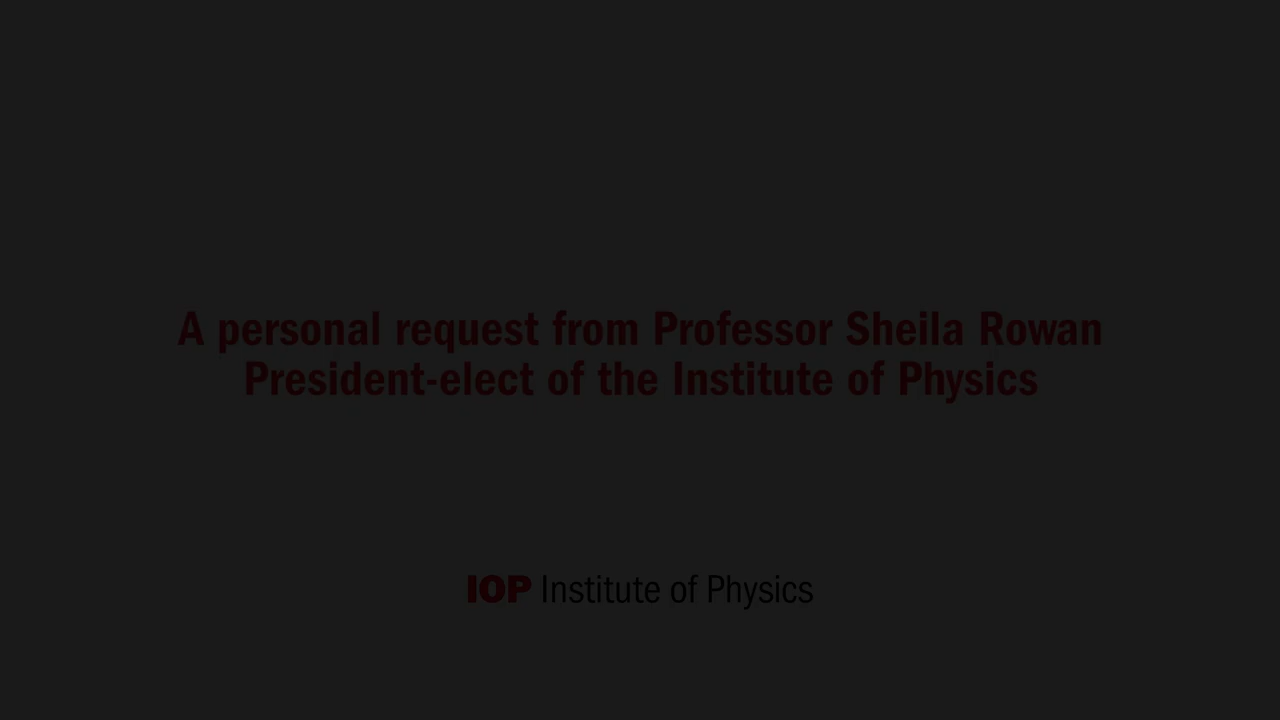 A personal request from Professor Sheila Rowan
President-elect of the Institute of Physics
IOP Institute of Physics